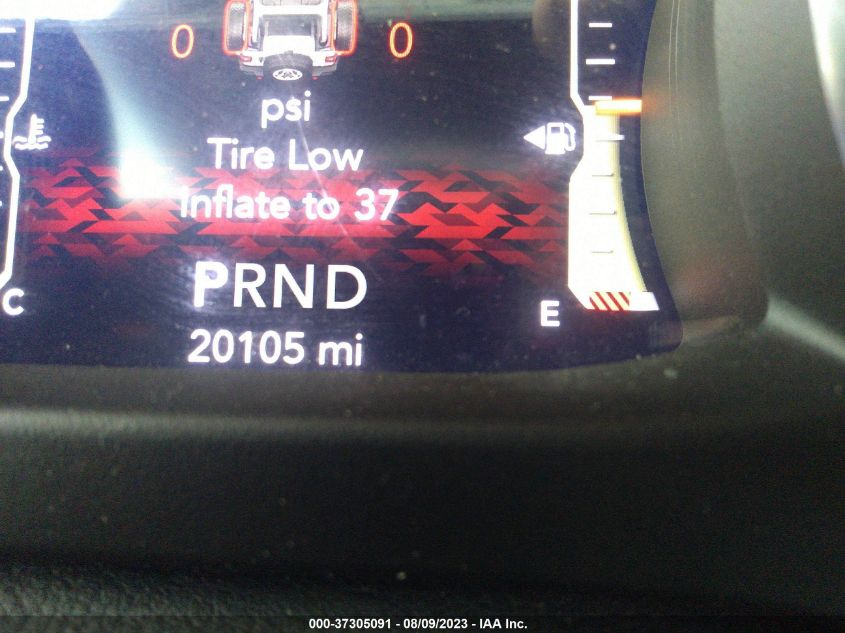 0 0
psi
Tire Low
Inflate to 37
PRND
C E
20105 mi
000-37305091 - 08/09/2023 - IAA Inc.